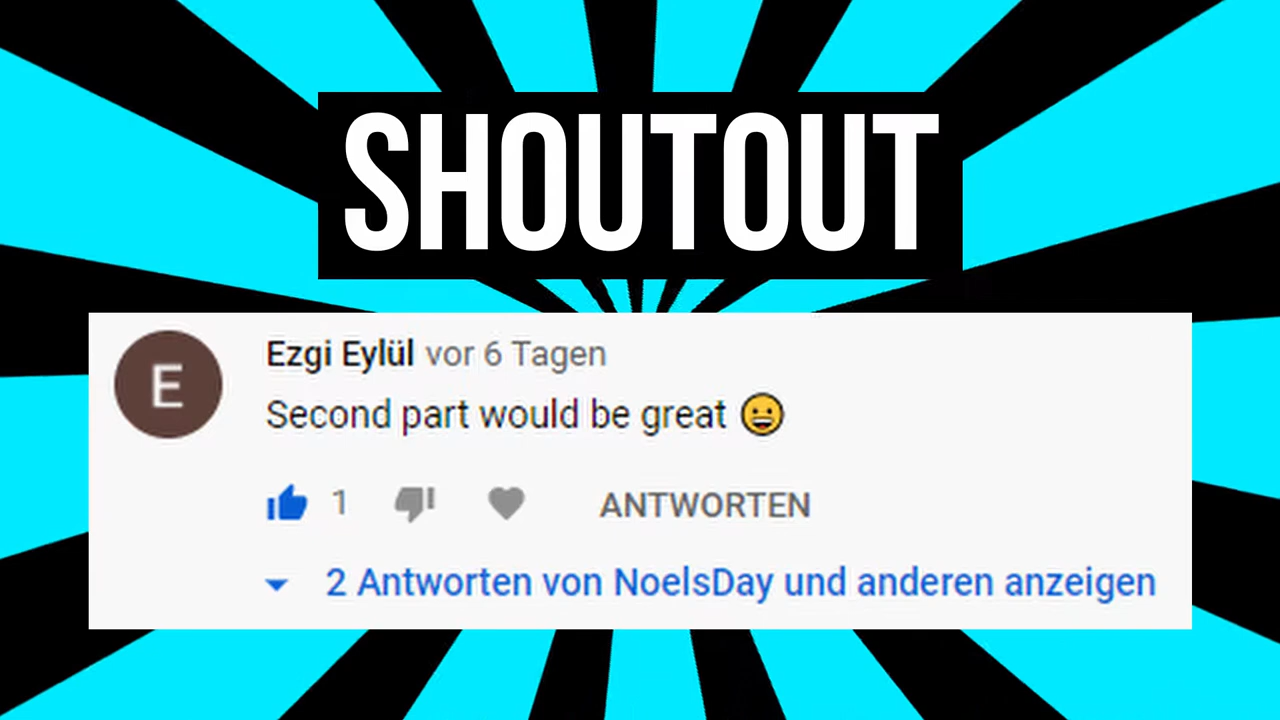 SHOUTOUT
E
Ezgi Eylül vor 6 Tagen
Second part would be great 😀
1
ANTWORTEN
2 Antworten von NoelsDay und anderen anzeigen